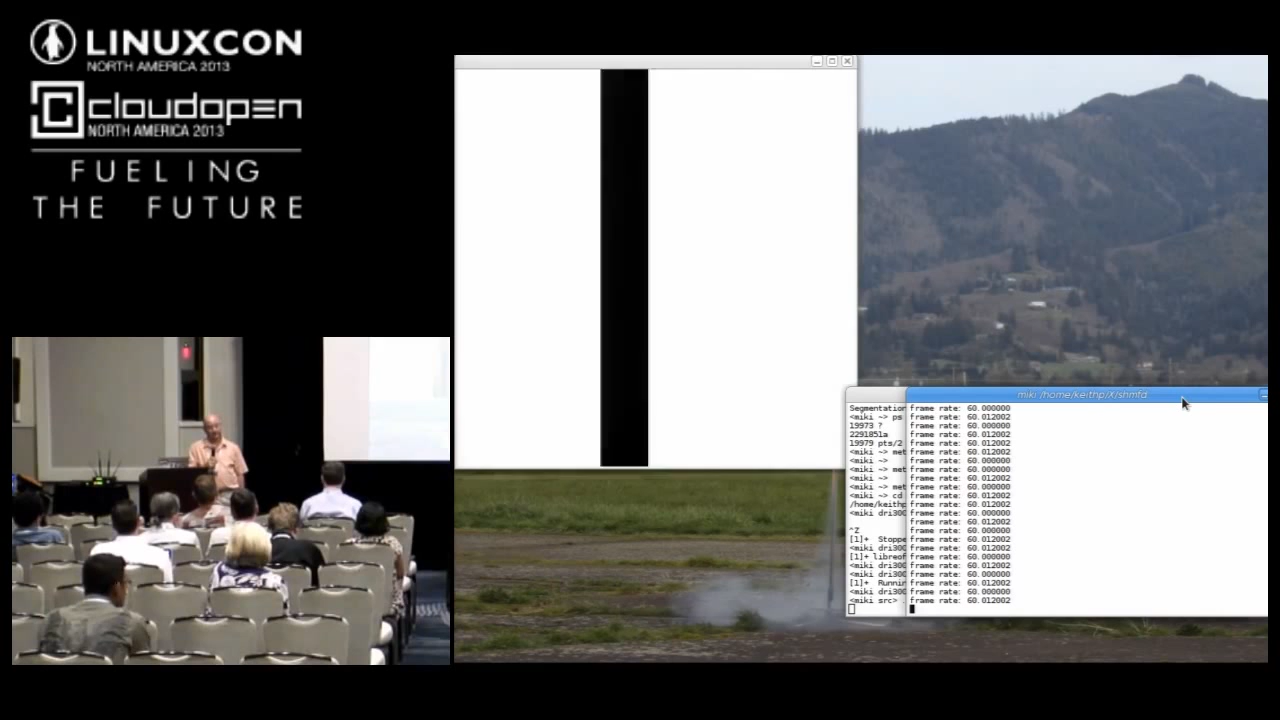 LINUXCON
NORTH AMERICA 2013
cloudopen
NORTH AMERICA 2013
FUELING
THE FUTURE
miki /home/keithp/X/shmfd
Segmentation
<miki ~> ps
19973 ?
2291851a
19979 pts/2
<miki ~> met
<miki ~>
<miki ~> met
<miki ~>
<miki ~> met
<miki ~> cd
/home/keithp
<miki dri300
^Z
[1]+ Stoppe
<miki dri300
[1]+ libreof
<miki dri300
<miki dri300
[1]+ Runnin
<miki dri300
<miki src> .
frame rate: 60.000000
frame rate: 60.012002
frame rate: 60.000000
frame rate: 60.012002
frame rate: 60.012002
frame rate: 60.012002
frame rate: 60.000000
frame rate: 60.000000
frame rate: 60.012002
frame rate: 60.000000
frame rate: 60.012002
frame rate: 60.000000
frame rate: 60.012002
frame rate: 60.012002
frame rate: 60.000000
frame rate: 60.012002
frame rate: 60.012002
frame rate: 60.000000
frame rate: 60.012002
frame rate: 60.000000
frame rate: 60.012002
frame rate: 60.000000
frame rate: 60.012002